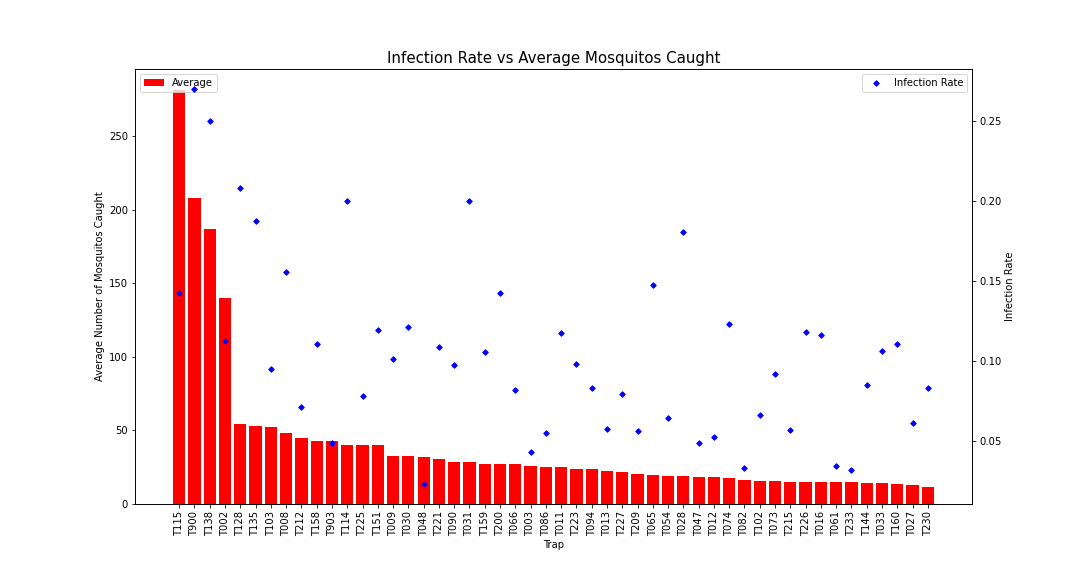 Infection Rate vs Average Mosquitos Caught
Average
Infection Rate
250
200
150
100
50
0
Average Number of Mosquitos Caught
0.25
0.20
0.15
0.10
0.05
Infection Rate
T115 T900 T138 T002 T128 T135 T103 T008 T212 T158 T903 T114 T225 T151 T009 T030 T048 T221 T090 T031 T159 T200 T066 T003 T086 T011 T223 T094 T013 T227 T209 T065 T054 T028 T047 T012 T074 T082 T102 T073 T215 T226 T016 T061 T233 T144 T033 T160 T027 T230
Trap